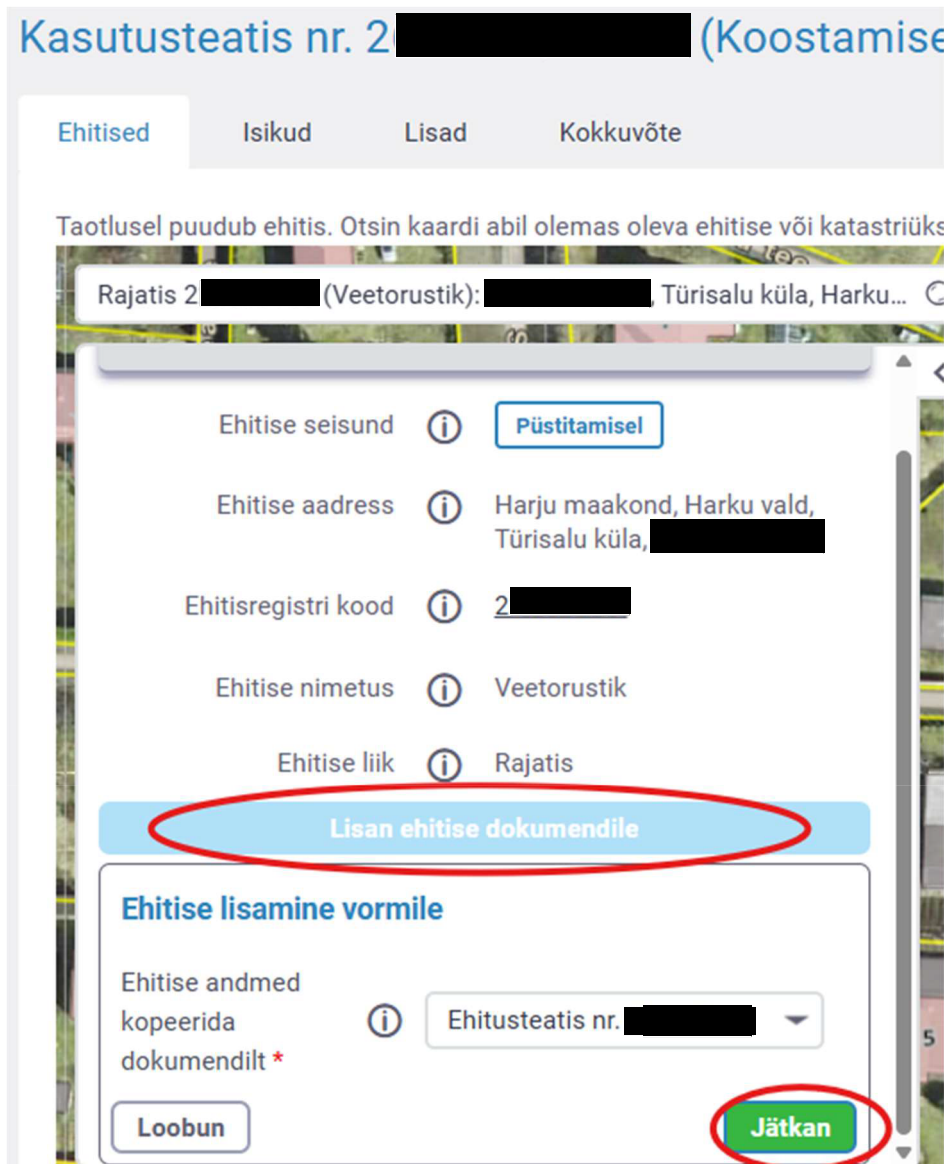 Kasutusteatis nr. 2 (Koostamise
Ehitised Isikud Lisad Kokkuvõte
Taotlusel puudub ehitis. Otsin kaardi abil olemas oleva ehitise või katastriüks
Rajatis 2 (Veetorustik): , Türisalu küla, Harku...
Ehitise seisund Püstitamisel
Ehitise aadress Harju maakond, Harku vald,
Türisalu küla,
Ehitisregistri kood 2
Ehitise nimetus Veetorustik
Ehitise liik Rajatis
Lisan ehitise dokumendile
Ehitise lisamine vormile
Ehitise andmed
kopeerida
dokumendilt *
Ehitusteatis nr.
5
Loobun Jätkan